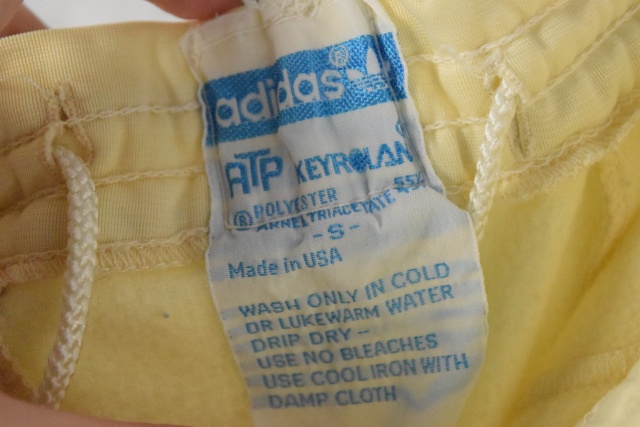 adidas®
ATP KEYROLAN®
POLYESTER 55%
® ARNEL TRIACETATE
- S -
Made in USA
WASH ONLY IN COLD
OR LUKEWARM WATER
DRIP DRY -
USE NO BLEACHES
USE COOL IRON WITH
DAMP CLOTH